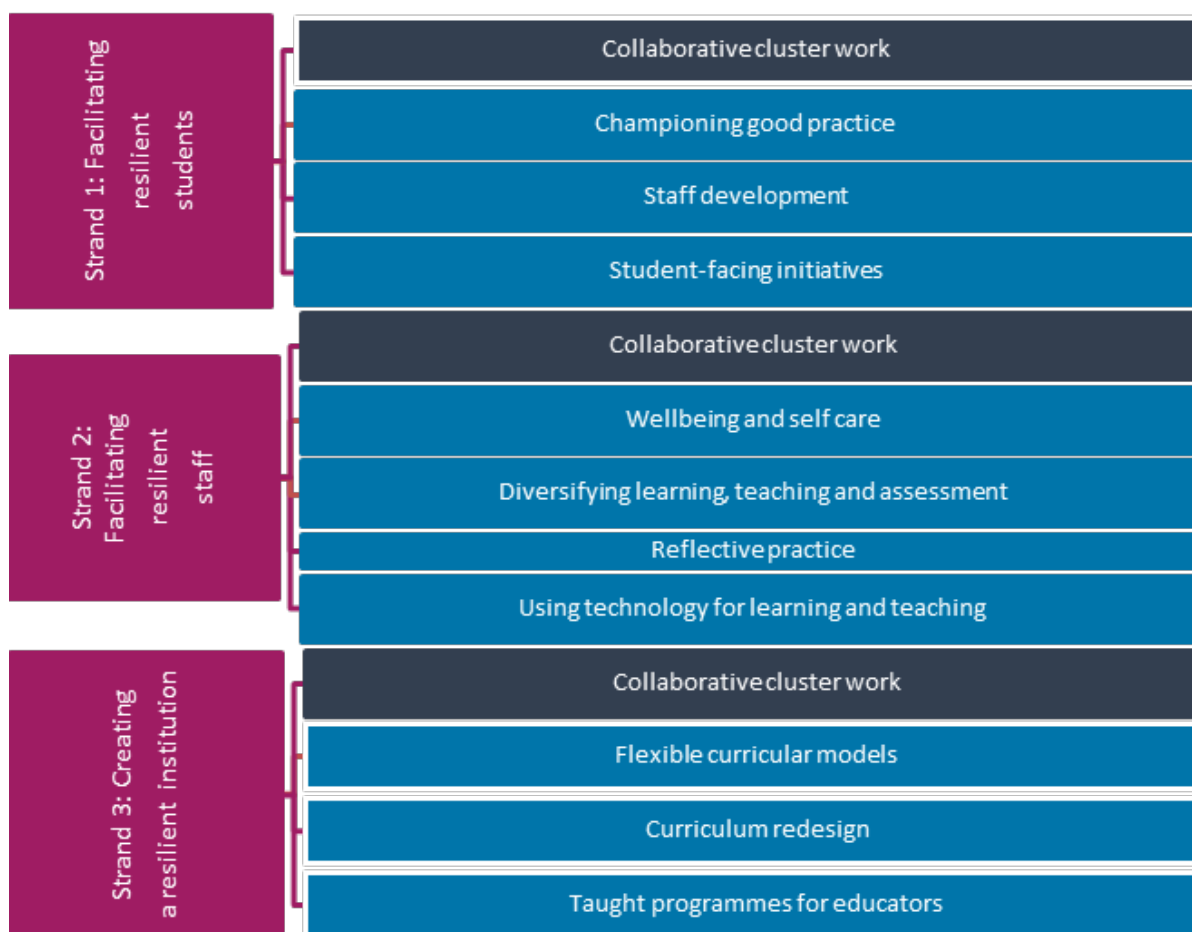 Strand 1: Facilitating
resilient
students
Collaborative cluster work
Championing good practice
Staff development
Student-facing initiatives
Strand 2:
Facilitating
resilient
staff
Collaborative cluster work
Wellbeing and self care
Diversifying learning, teaching and assessment
Reflective practice
Using technology for learning and teaching
Strand 3: Creating
a resilient institution
Collaborative cluster work
Flexible curricular models
Curriculum redesign
Taught programmes for educators